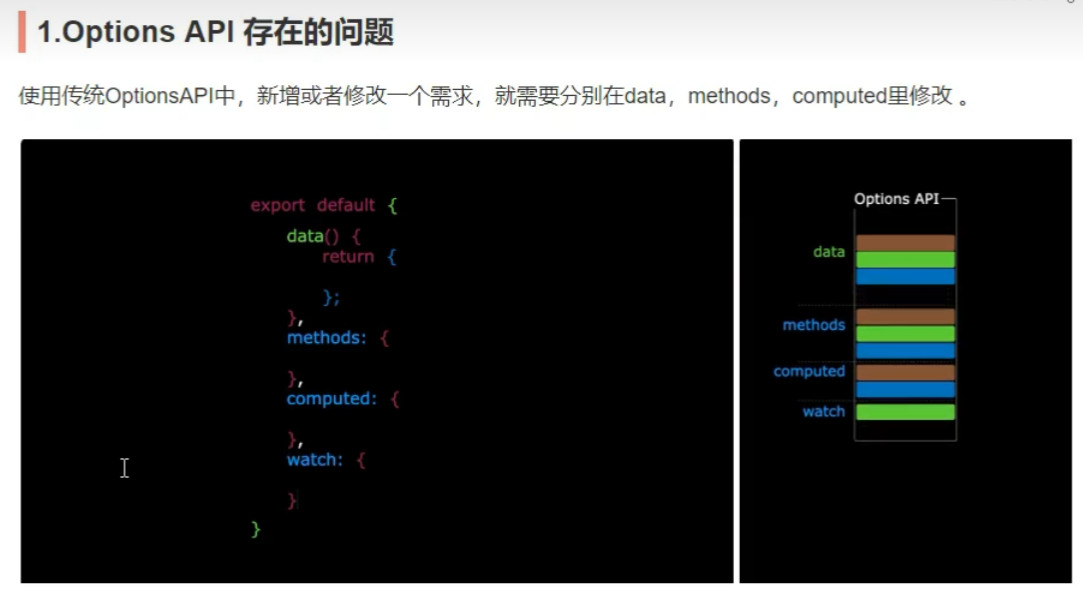 1.Options API 存在的问题
使用传统OptionsAPI中，新增或者修改一个需求，就需要分别在data，methods，computed里修改 。
export default {
data() {
return {
};
},
methods: {
},
computed: {
},
watch: {
}
}
Options API
data
methods
computed
watch